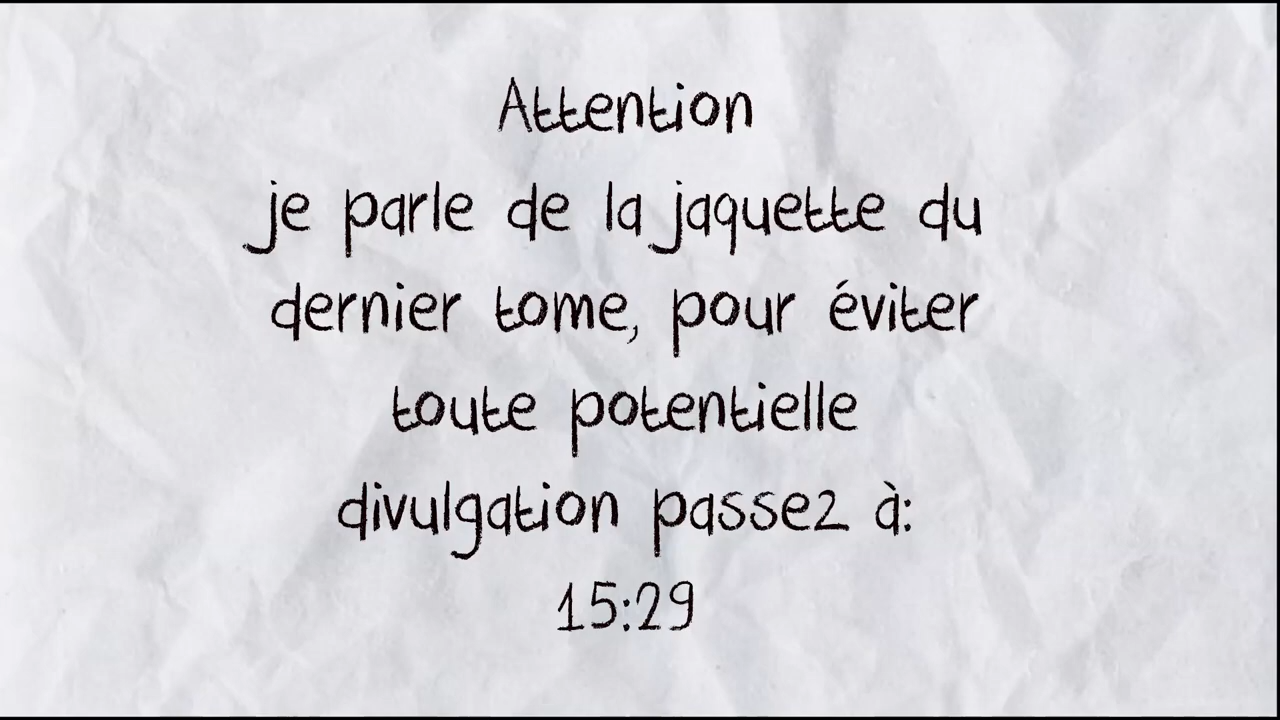 Attention
je parle de la jaquette du
dernier tome, pour éviter
toute potentielle
divulgation passez à:
15:29